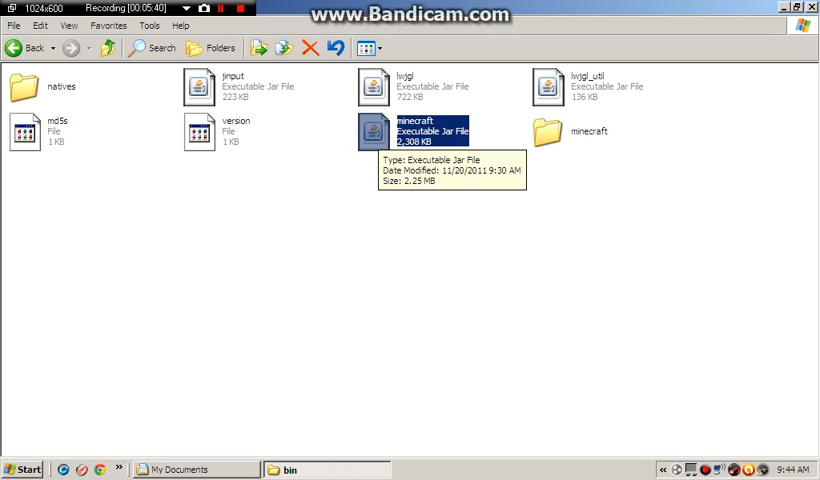 1024x600
Recording [00:05:40]
www.Bandicam.com
File Edit View Favorites Tools Help
Back Search Folders
natives
jinput
Executable Jar File
223 KB
lwjgl
Executable Jar File
722 KB
lwjgl_util
Executable Jar File
136 KB
md5s
File
1 KB
version
File
1 KB
minecraft
Executable Jar File
2,308 KB
minecraft
Type: Executable Jar File
Date Modified: 11/20/2011 9:30 AM
Size: 2.25 MB
Start My Documents bin 9:44 AM